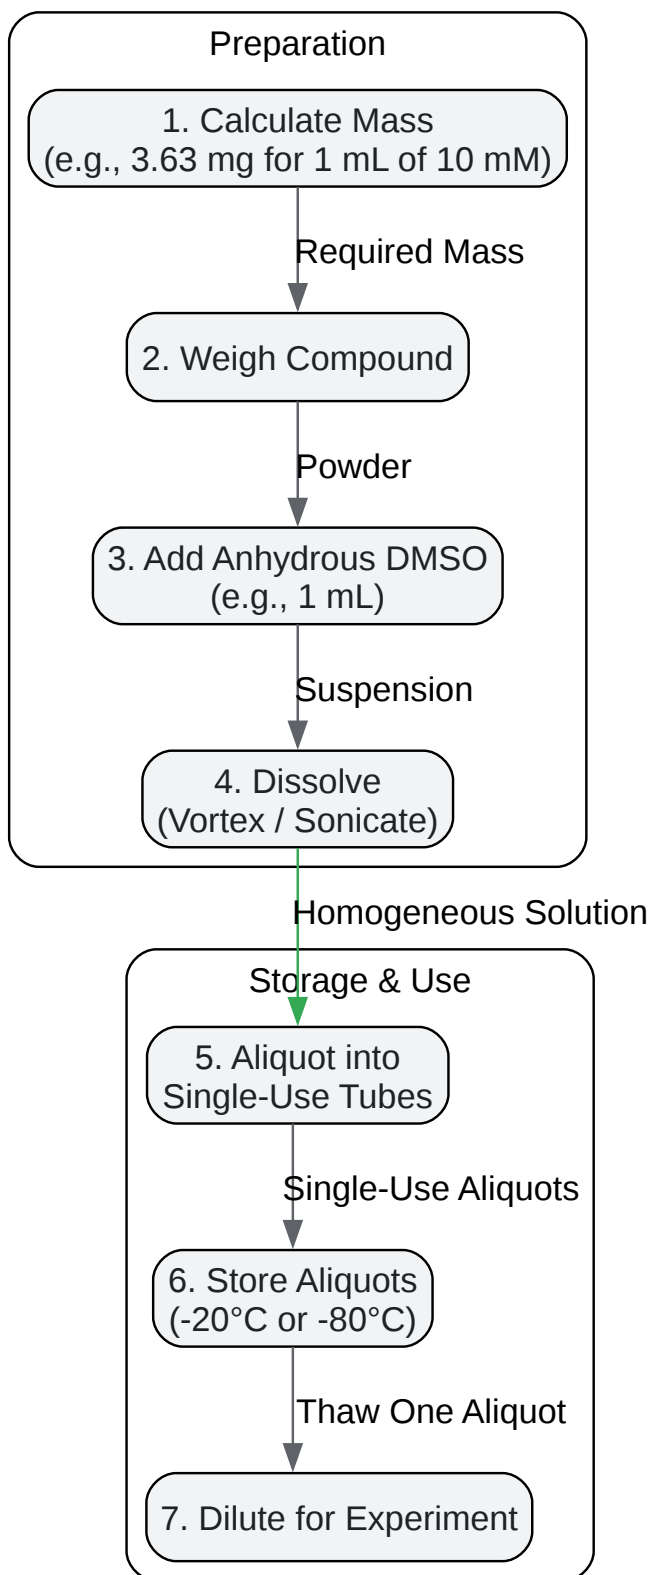 Preparation
1. Calculate Mass
(e.g., 3.63 mg for 1 mL of 10 mM)
Required Mass
2. Weigh Compound
Powder
3. Add Anhydrous DMSO
(e.g., 1 mL)
Suspension
4. Dissolve
(Vortex / Sonicate)
Homogeneous Solution
Storage & Use
5. Aliquot into
Single-Use Tubes
Single-Use Aliquots
6. Store Aliquots
(-20°C or -80°C)
Thaw One Aliquot
7. Dilute for Experiment